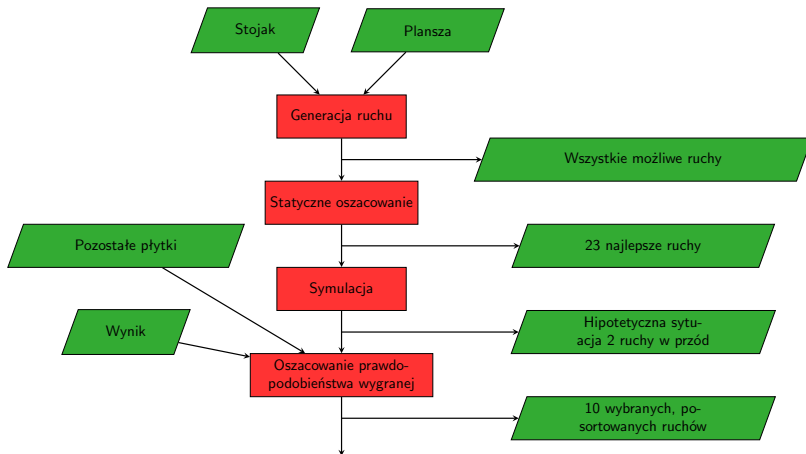 Stojak
Plansza
Generacja ruchu
Wszystkie możliwe ruchy
Statyczne oszacowanie
Pozostałe płytki
23 najlepsze ruchy
Symulacja
Wynik
Hipotetyczna sytu-
acja 2 ruchy w przód
Oszacowanie prawdo-
podobieństwa wygranej
10 wybranych, po-
sortowanych ruchów